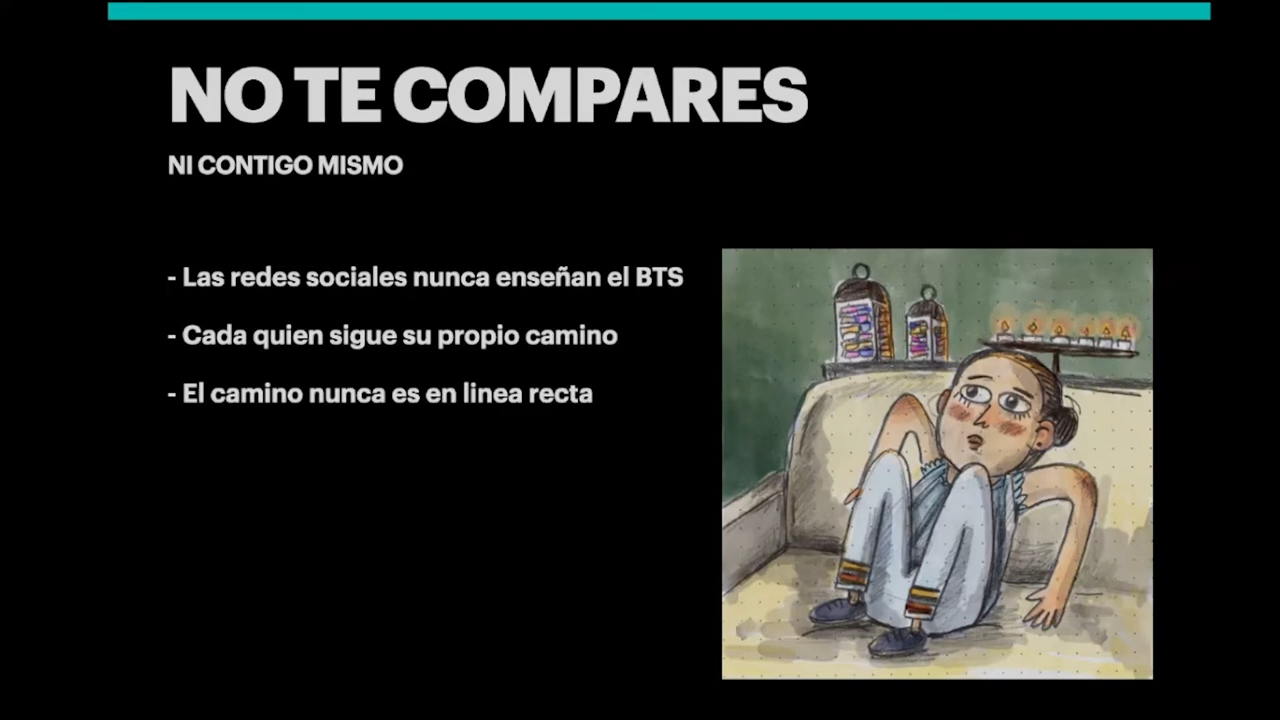 NO TE COMPARES
NI CONTIGO MISMO
- Las redes sociales nunca enseñan el BTS
- Cada quien sigue su propio camino
- El camino nunca es en linea recta